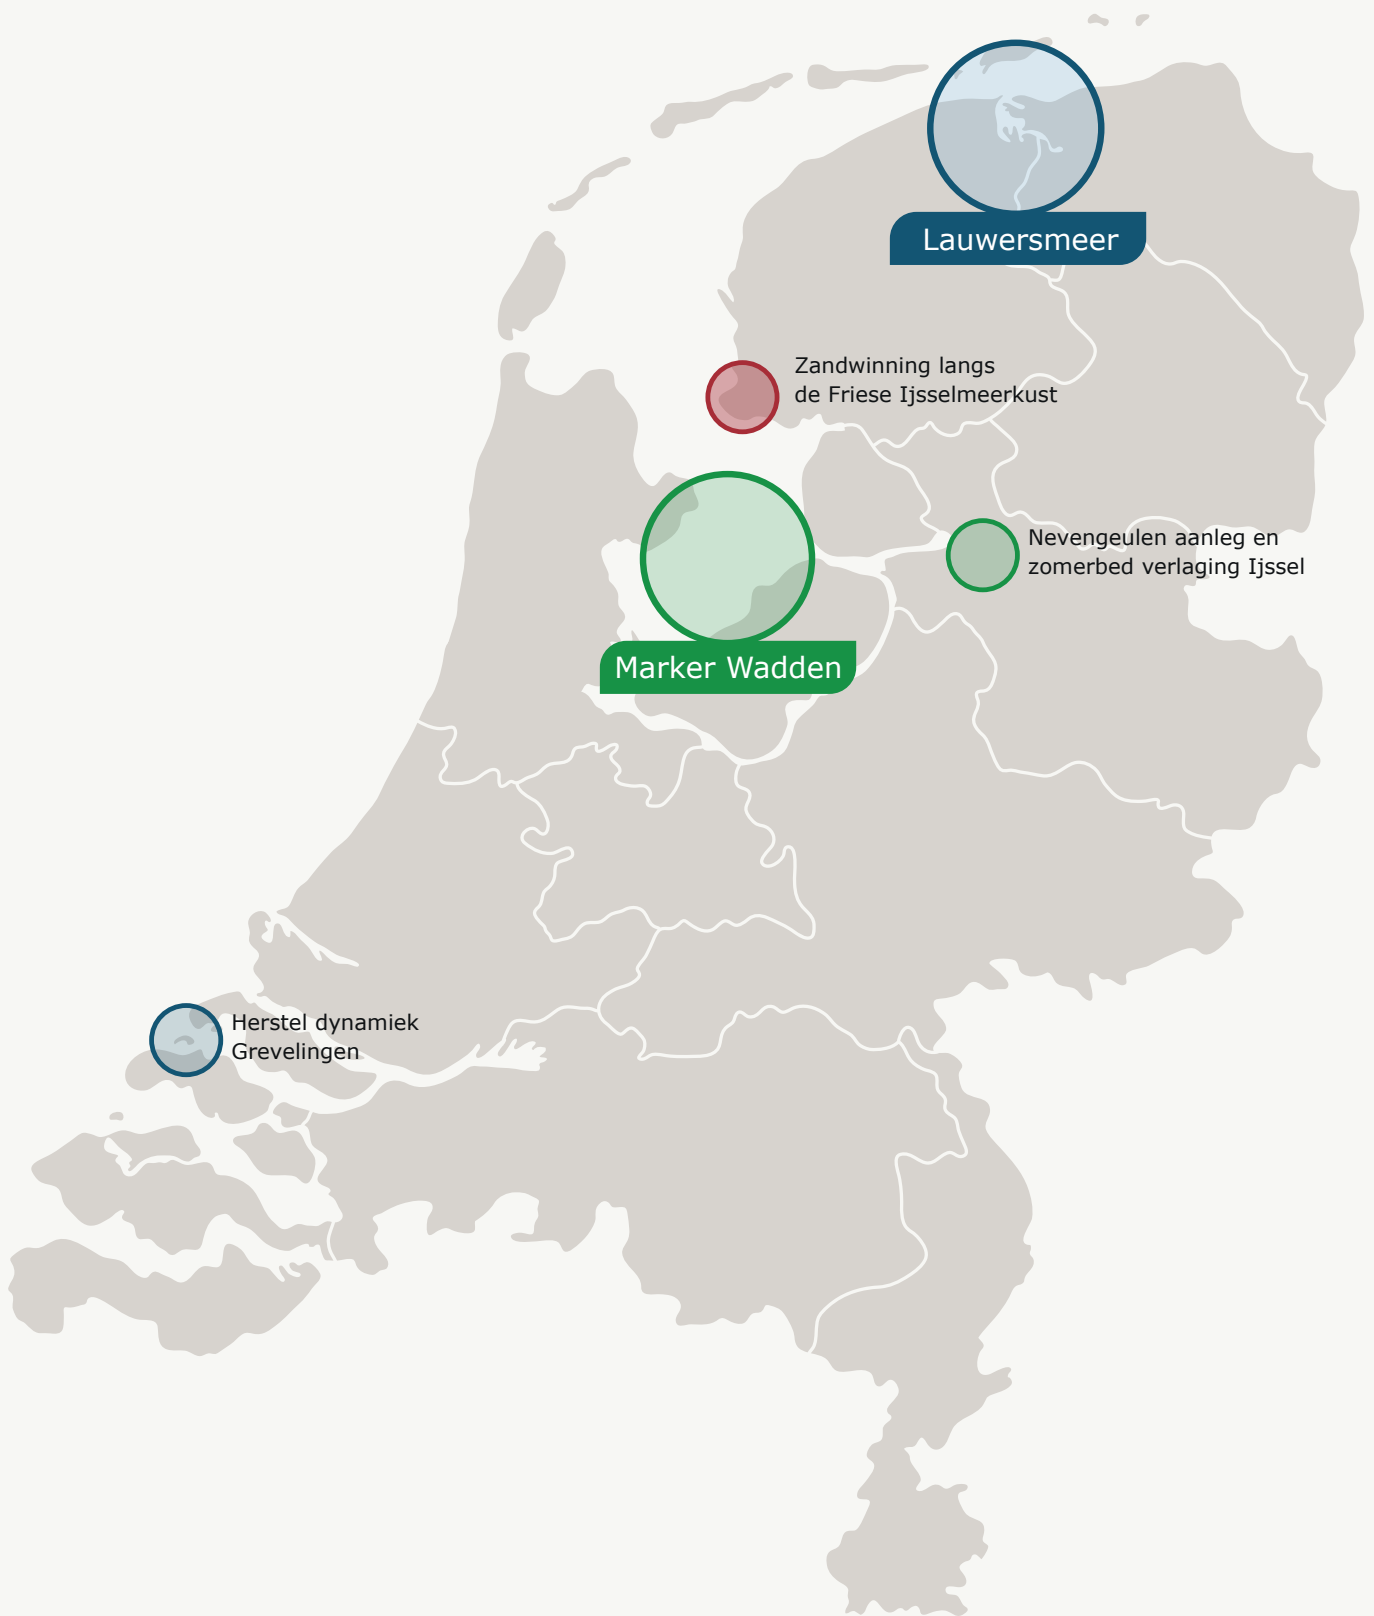 Lauwersmeer
Zandwinning langs
de Friese Ijsselmeerkust
Nevengeulen aanleg en
zomerbed verlaging Ijssel
Marker Wadden
Herstel dynamiek
Grevelingen